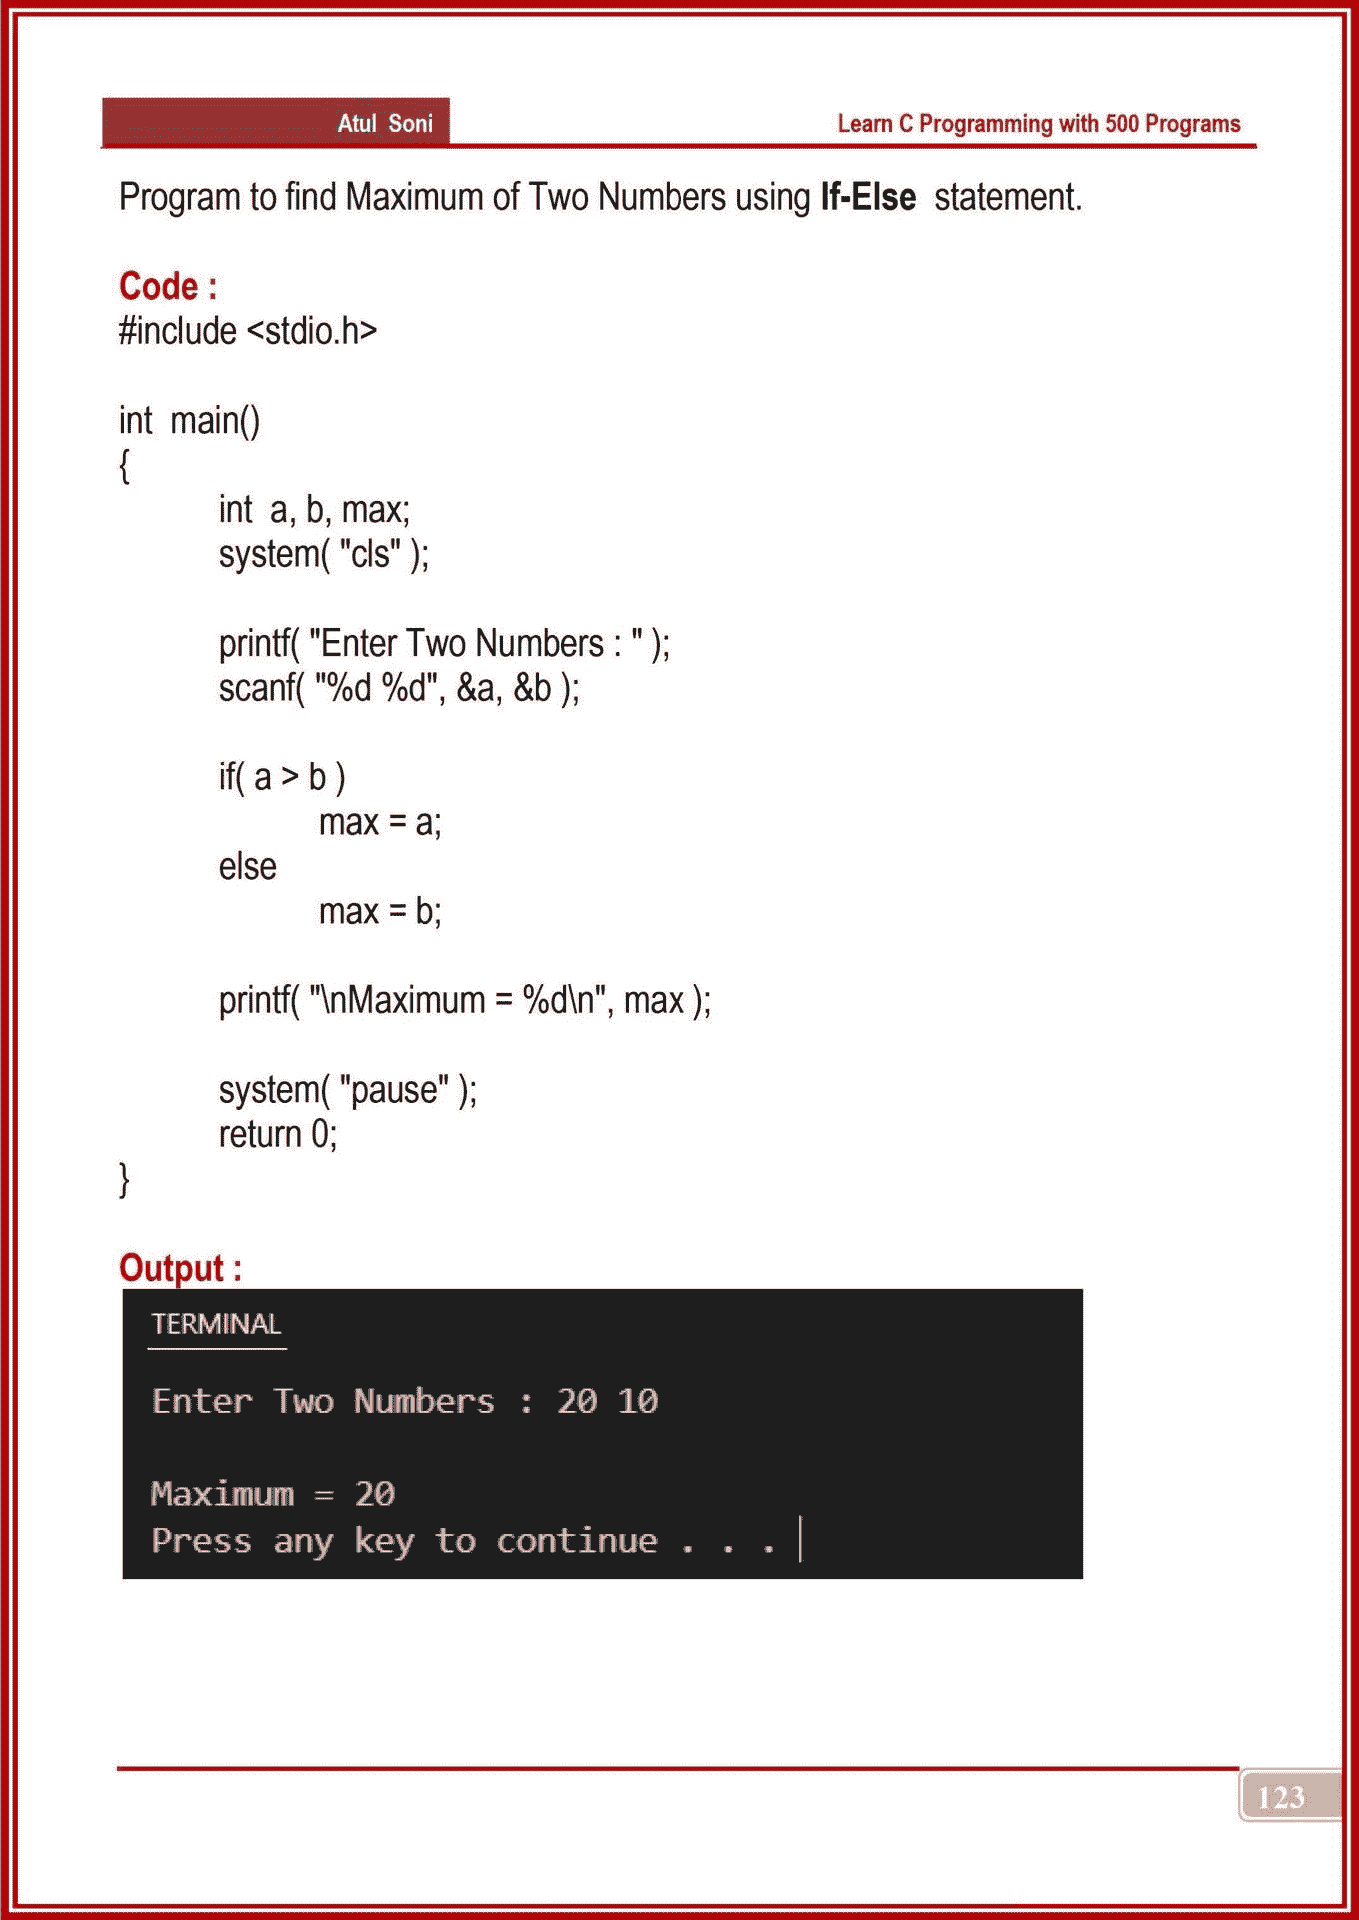 Atul Soni
Learn C Programming with 500 Programs
Program to find Maximum of Two Numbers using If-Else statement.
Code :
#include <stdio.h>
int main()
{
int a, b, max;
system( "cls" );
printf( "Enter Two Numbers : " );
scanf( "%d %d", &a, &b );
if( a > b )
max = a;
else
max = b;
printf( "\nMaximum = %d\n", max );
system( "pause" );
return 0;
}
Output :
TERMINAL
Enter Two Numbers : 20 10
Maximum = 20
Press any key to continue . . .
123